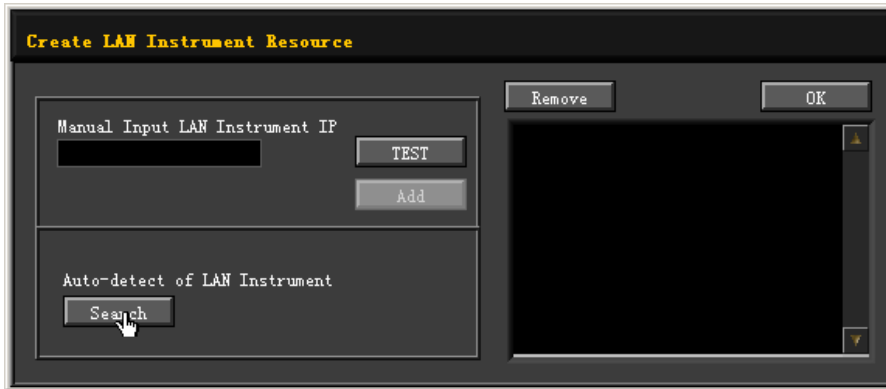 Create LAN Instrument Resource
Remove
OK
Manual Input LAN Instrument IP
TEST
Add
Auto-detect of LAN Instrument
Search